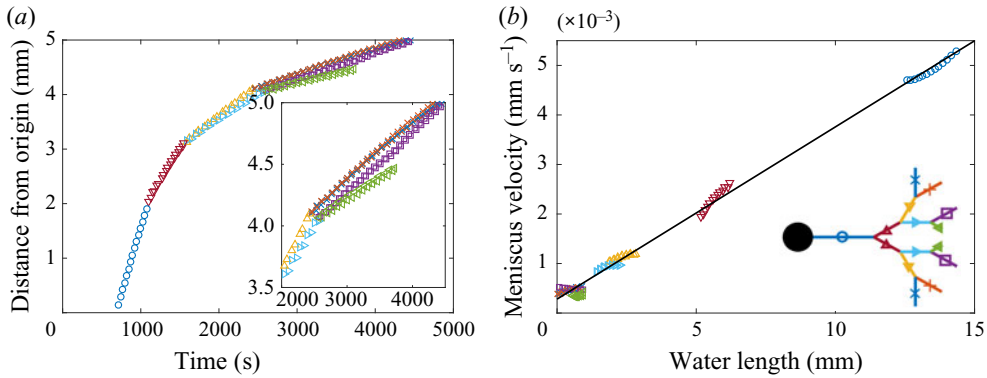 (a)
Distance from origin (mm)
5
4
3
2
1
0
1000 2000 3000 4000 5000
Time (s)
5.0
4.5
4.0
3.5
2000 3000 4000
(b)
(×10⁻³)
Meniscus velocity (mm s⁻¹)
6
5
4
3
2
1
0 5 10 15
Water length (mm)